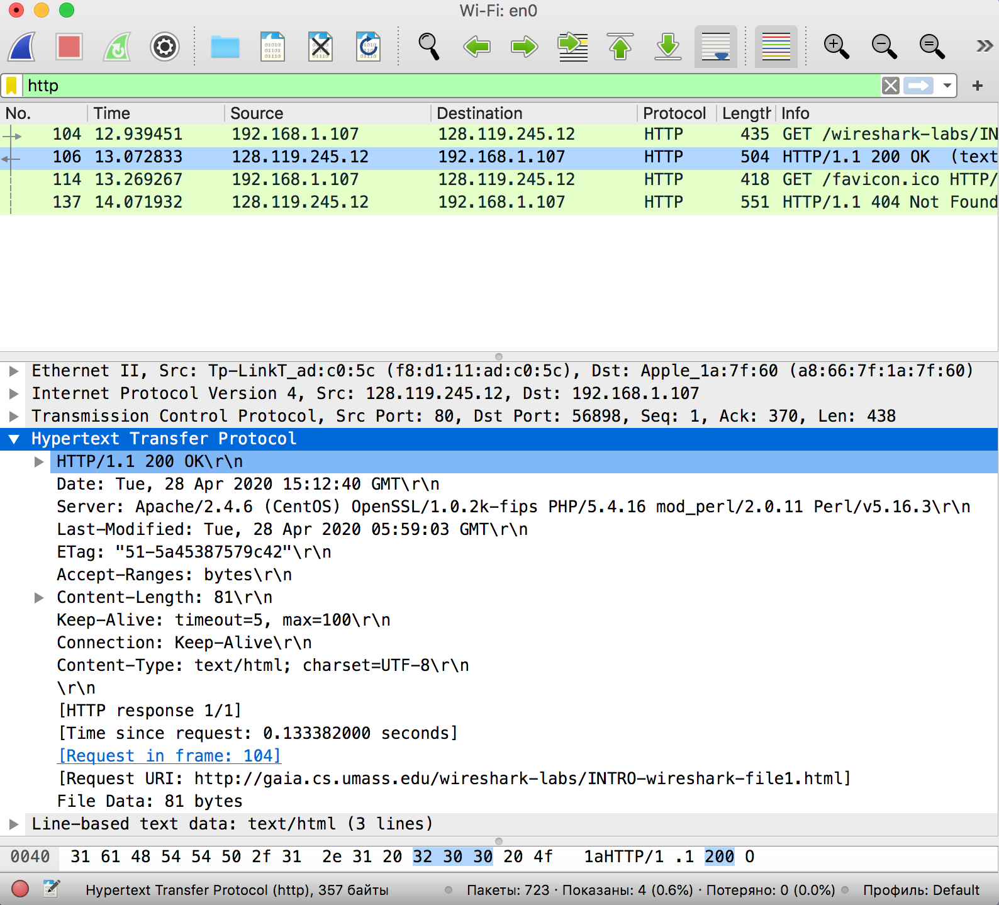 Wi-Fi: en0
http
No. Time Source Destination Protocol Length Info
104 12.939451 192.168.1.107 128.119.245.12 HTTP 435 GET /wireshark-labs/IN
106 13.072833 128.119.245.12 192.168.1.107 HTTP 504 HTTP/1.1 200 OK (text
114 13.269267 192.168.1.107 128.119.245.12 HTTP 418 GET /favicon.ico HTTP/
137 14.071932 128.119.245.12 192.168.1.107 HTTP 551 HTTP/1.1 404 Not Found
Ethernet II, Src: Tp-LinkT_ad:c0:5c (f8:d1:11:ad:c0:5c), Dst: Apple_1a:7f:60 (a8:66:7f:1a:7f:60)
Internet Protocol Version 4, Src: 128.119.245.12, Dst: 192.168.1.107
Transmission Control Protocol, Src Port: 80, Dst Port: 56898, Seq: 1, Ack: 370, Len: 438
Hypertext Transfer Protocol
HTTP/1.1 200 OK\r\n
Date: Tue, 28 Apr 2020 15:12:40 GMT\r\n
Server: Apache/2.4.6 (CentOS) OpenSSL/1.0.2k-fips PHP/5.4.16 mod_perl/2.0.11 Perl/v5.16.3\r\n
Last-Modified: Tue, 28 Apr 2020 05:59:03 GMT\r\n
ETag: "51-5a45387579c42"\r\n
Accept-Ranges: bytes\r\n
Content-Length: 81\r\n
Keep-Alive: timeout=5, max=100\r\n
Connection: Keep-Alive\r\n
Content-Type: text/html; charset=UTF-8\r\n
\r\n
[HTTP response 1/1]
[Time since request: 0.133382000 seconds]
[Request in frame: 104]
[Request URI: http://gaia.cs.umass.edu/wireshark-labs/INTRO-wireshark-file1.html]
File Data: 81 bytes
Line-based text data: text/html (3 lines)
0040 31 61 48 54 54 50 2f 31 2e 31 20 32 30 30 20 4f 1aHTTP/1 .1 200 O
Hypertext Transfer Protocol (http), 357 байты Пакеты: 723 · Показаны: 4 (0.6%) · Потеряно: 0 (0.0%) Профиль: Default